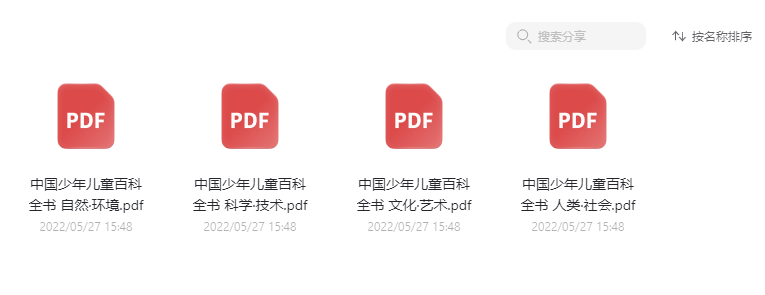 搜索分享
按名称排序
PDF
PDF
PDF
PDF
中国少年儿童百科
全书 自然·环境.pdf
2022/05/27 15:48
中国少年儿童百科
全书 科学·技术.pdf
2022/05/27 15:48
中国少年儿童百科
全书 文化·艺术.pdf
2022/05/27 15:48
中国少年儿童百科
全书 人类·社会.pdf
2022/05/27 15:48